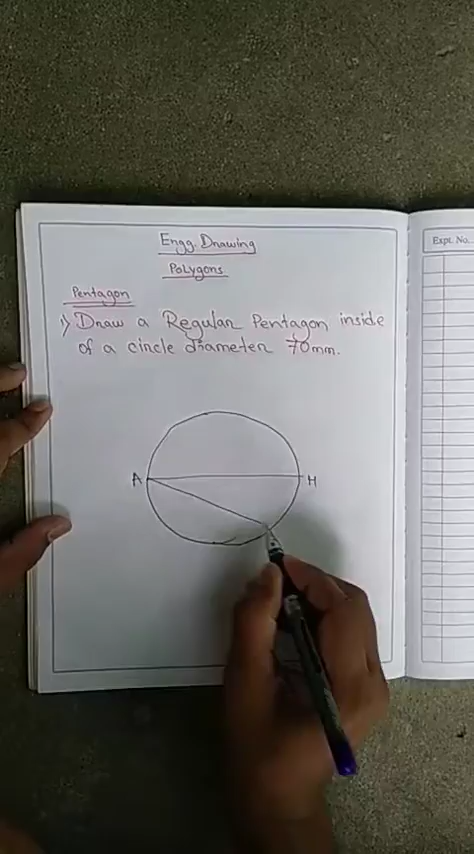 Engg. Drawing
Polygons
Pentagon
1) Draw a Regular Pentagon inside
of a circle diameter 70mm.
A
H
Expt. No.